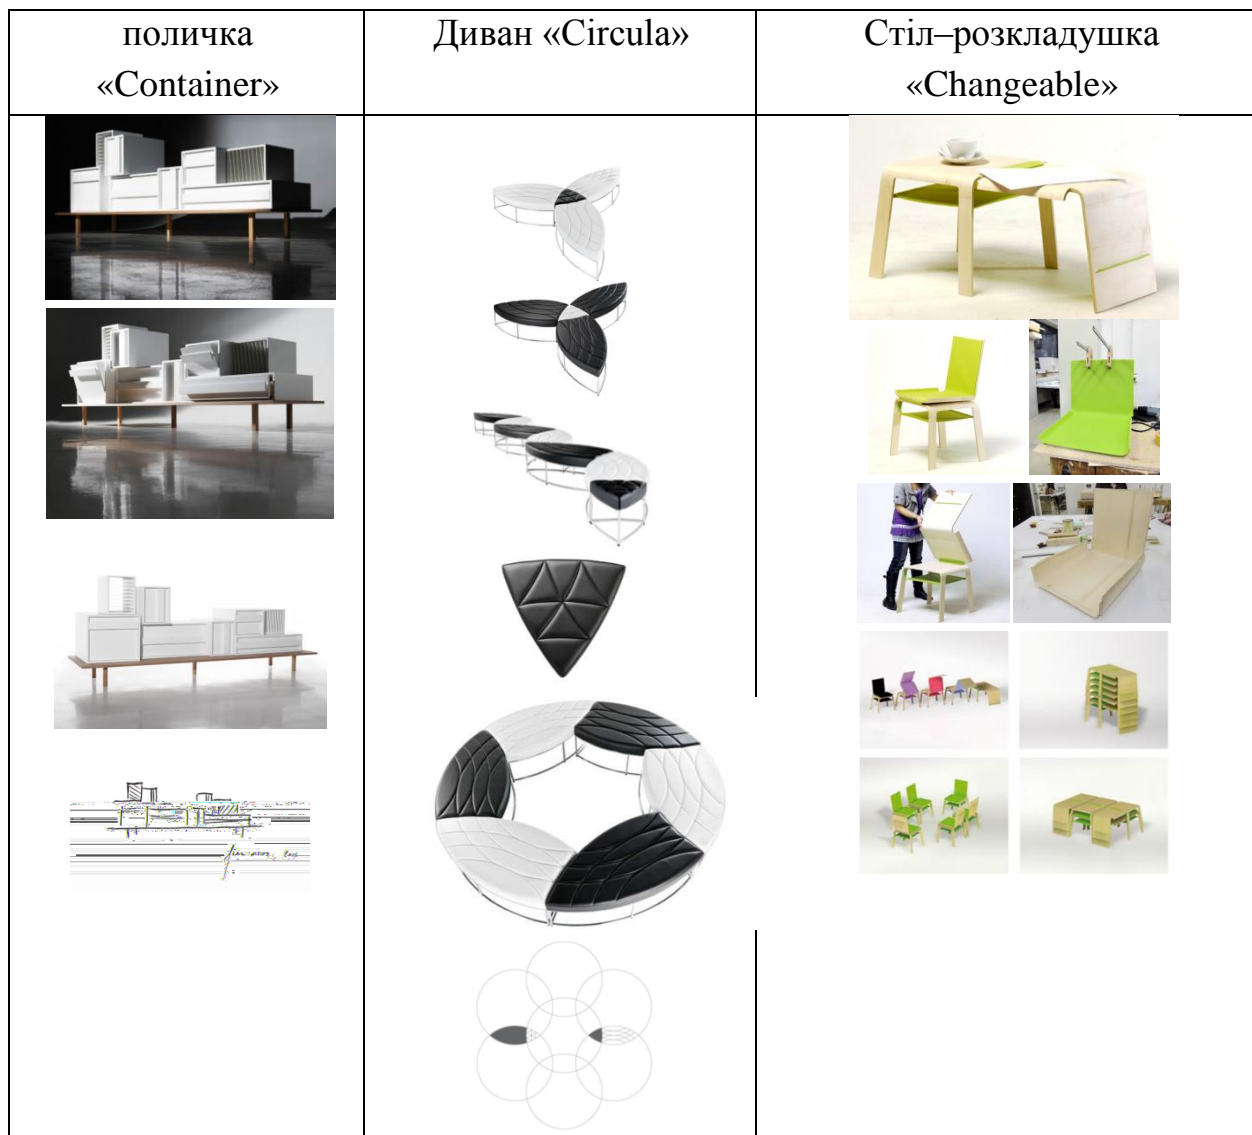 поличка
«Container»
Диван «Circula»
Стіл–розкладушка
«Changeable»